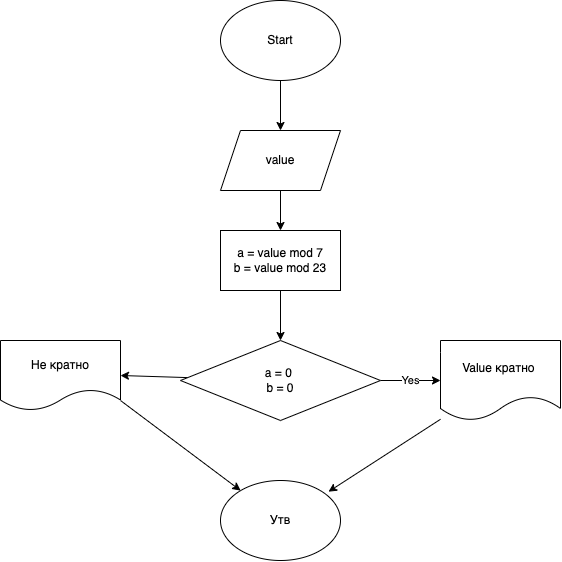 Start
value
a = value mod 7
b = value mod 23
Не кратно
a = 0
b = 0
Yes
Value кратно
Утв